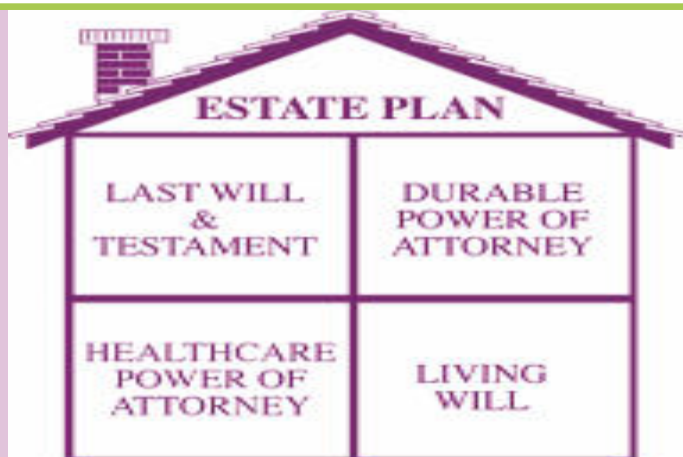 ESTATE PLAN
LAST WILL
&
TESTAMENT
DURABLE
POWER OF
ATTORNEY
HEALTHCARE
POWER OF
ATTORNEY
LIVING
WILL